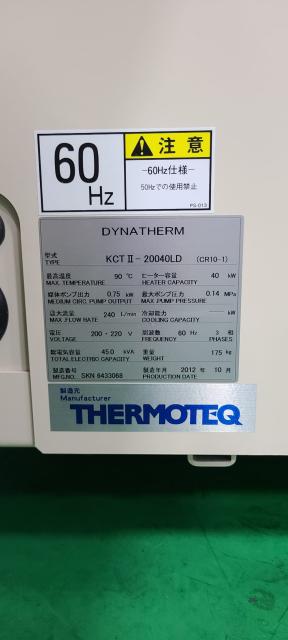 60
Hz
注意
-60Hz仕様-
50Hzでの使用禁止
PS-013
DYNATHERM
型式
TYPE KCTⅡ-20040LD (CR10-1)
最高温度 90 ℃ ヒーター容量 40 kW
MAX. TEMPERATURE HEATER CAPACITY
媒体ポンプ出力 0.75 kW 最大ポンプ圧力 0.14 MPa
MEDIUM CIRC. PUMP OUTPUT MAX.PUMP PRESSURE
最大流量 240 ℓ/min 冷却能力 kW
MAX .FLOW RATE COOLING CAPACITY
電圧 200・220 V 周波数 60 Hz 3 相
VOLTAGE FREQUENCY PHASES
総電気容量 45.0 kVA 重量 175 kg
TOTAL ELECTRIC CAPACITY WEIGHT
製造番号 SKN 6433068 製造年月 2012 年 10 月
MFG.NO. PRODUCTION DATE
製造元
Manufacturer
THERMOTEQ